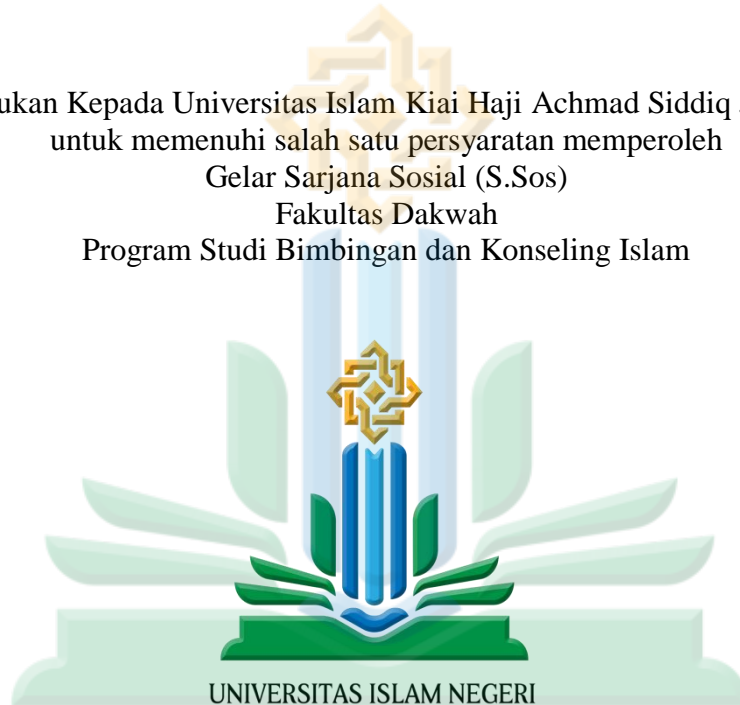 Kepada Universitas Islam Kiai Haji Achmad Siddiq
untuk memenuhi salah satu persyaratan memperoleh
Gelar Sarjana Sosial (S.Sos)
Fakultas Dakwah
Program Studi Bimbingan dan Konseling Islam
UNIVERSITAS ISLAM NEGERI